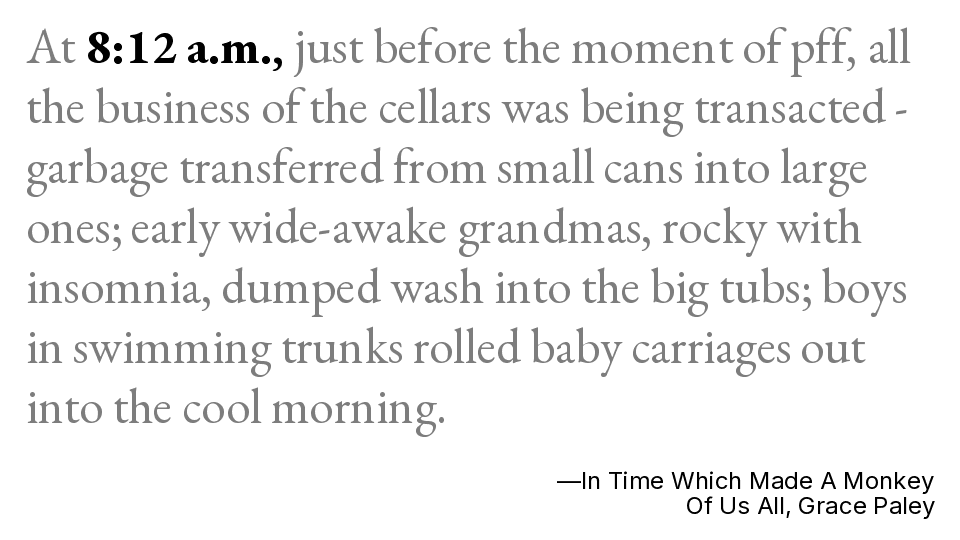 At 8:12 a.m., just before the moment of pff, all
the business of the cellars was being transacted -
garbage transferred from small cans into large
ones; early wide-awake grandmas, rocky with
insomnia, dumped wash into the big tubs; boys
in swimming trunks rolled baby carriages out
into the cool morning.
—In Time Which Made A Monkey
Of Us All, Grace Paley